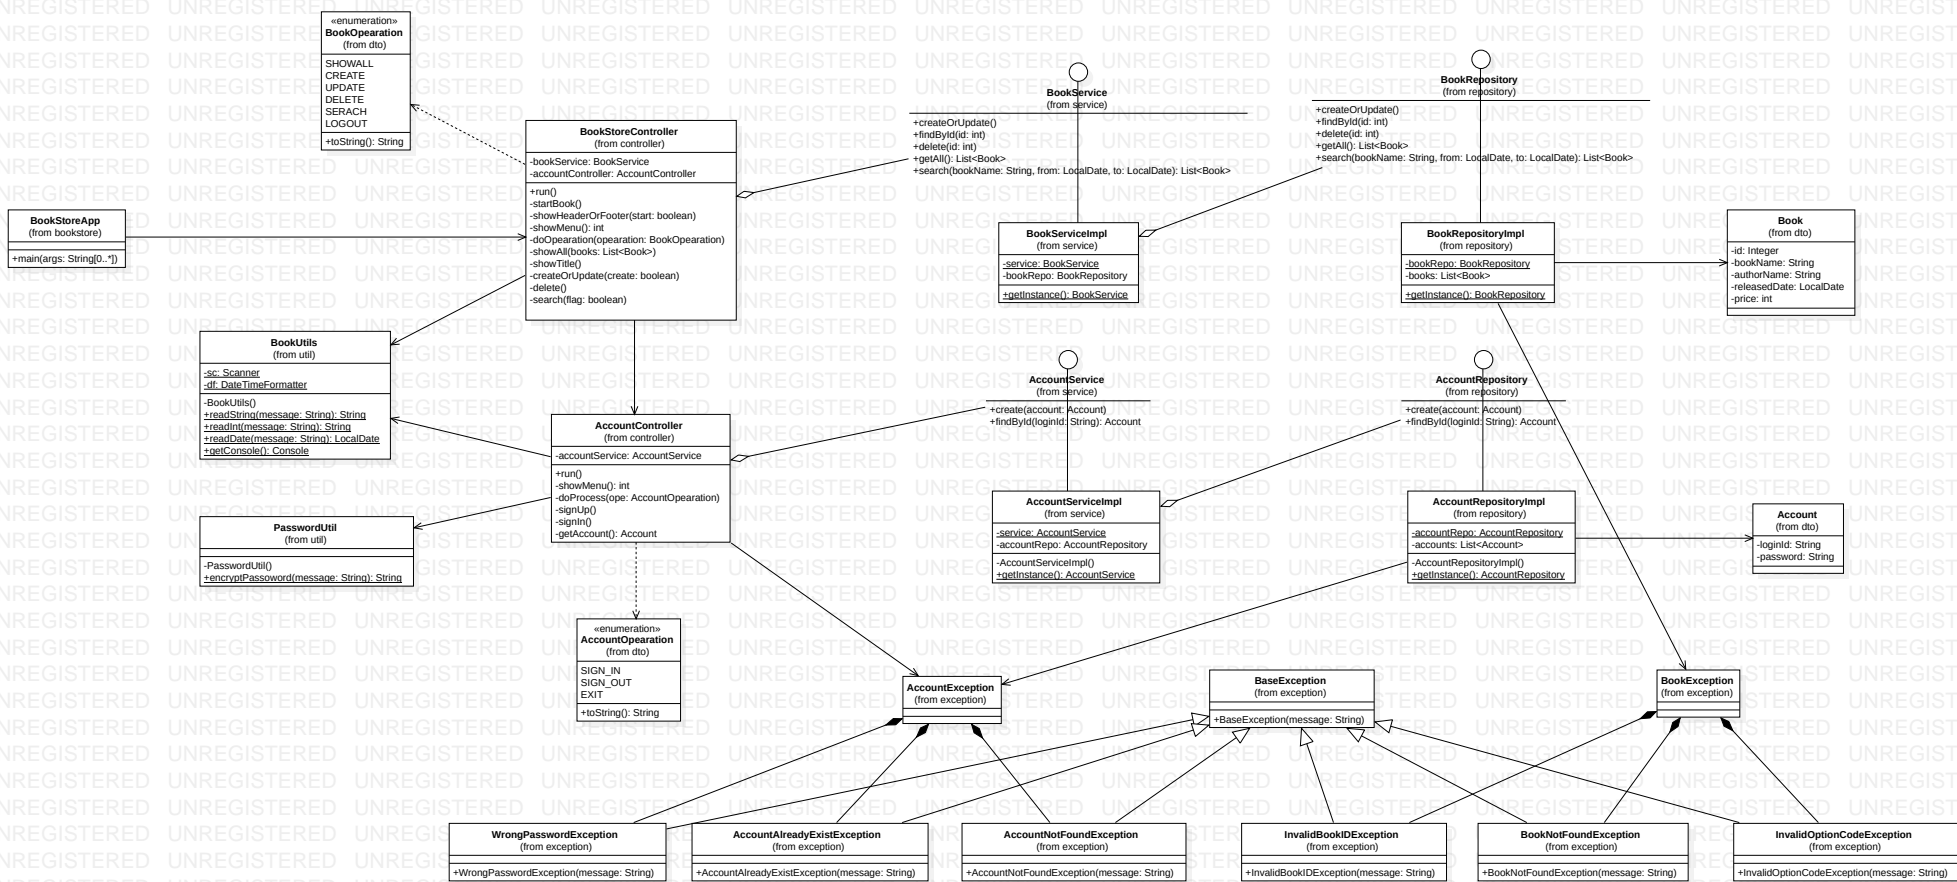 «enumeration»
BookOpearation
(from dto)
SHOWALL
CREATE
UPDATE
DELETE
SERACH
LOGOUT
+toString(): String
BookStoreController
(from controller)
-bookService: BookService
-accountController: AccountController
+run()
-startBook()
-showHeaderOrFooter(start: boolean)
-showMenu(): int
-doOpearation(opearation: BookOpearation)
-showAll(books: List<Book>)
-showTitle()
-createOrUpdate(create: boolean)
-delete()
-search(flag: boolean)
BookService
(from service)
+createOrUpdate()
+findById(id: int)
+delete(id: int)
+getAll(): List<Book>
+search(bookName: String, from: LocalDate, to: LocalDate): List<Book>
BookRepository
(from repository)
+createOrUpdate()
+findById(id: int)
+delete(id: int)
+getAll(): List<Book>
+search(bookName: String, from: LocalDate, to: LocalDate): List<Book>
BookStoreApp
(from bookstore)
+main(args: String[0..*])
BookServiceImpl
(from service)
-service: BookService
-bookRepo: BookRepository
+getInstance(): BookService
BookRepositoryImpl
(from repository)
-bookRepo: BookRepository
-books: List<Book>
+getInstance(): BookRepository
Book
(from dto)
-id: Integer
-bookName: String
-authorName: String
-releasedDate: LocalDate
-price: int
BookUtils
(from util)
-sc: Scanner
-df: DateTimeFormatter
-BookUtils()
+readString(message: String): String
+readInt(message: String): String
+readDate(message: String): LocalDate
+getConsole(): Console
AccountController
(from controller)
-accountService: AccountService
+run()
-showMenu(): int
-doProcess(ope: AccountOpearation)
-signUp()
-signIn()
-getAccount(): Account
AccountService
(from service)
+create(account: Account)
+findById(loginId: String): Account
AccountRepository
(from repository)
+create(account: Account)
+findById(loginId: String): Account
PasswordUtil
(from util)
-PasswordUtil()
+encryptPassoword(message: String): String
AccountServiceImpl
(from service)
-service: AccountService
-accountRepo: AccountRepository
-AccountServiceImpl()
+getInstance(): AccountService
AccountRepositoryImpl
(from repository)
-accountRepo: AccountRepository
-accounts: List<Account>
-AccountRepositoryImpl()
+getInstance(): AccountRepository
Account
(from dto)
-loginId: String
-password: String
«enumeration»
AccountOpearation
(from dto)
SIGN_IN
SIGN_OUT
EXIT
+toString(): String
AccountException
(from exception)
BaseException
(from exception)
+BaseException(message: String)
BookException
(from exception)
WrongPasswordException
(from exception)
+WrongPasswordException(message: String)
AccountAlreadyExistException
(from exception)
+AccountAlreadyExistException(message: String)
AccountNotFoundException
(from exception)
+AccountNotFoundException(message: String)
InvalidBookIDException
(from exception)
+InvalidBookIDException(message: String)
BookNotFoundException
(from exception)
+BookNotFoundException(message: String)
InvalidOptionCodeException
(from exception)
+InvalidOptionCodeException(message: String)
UNREGISTERED